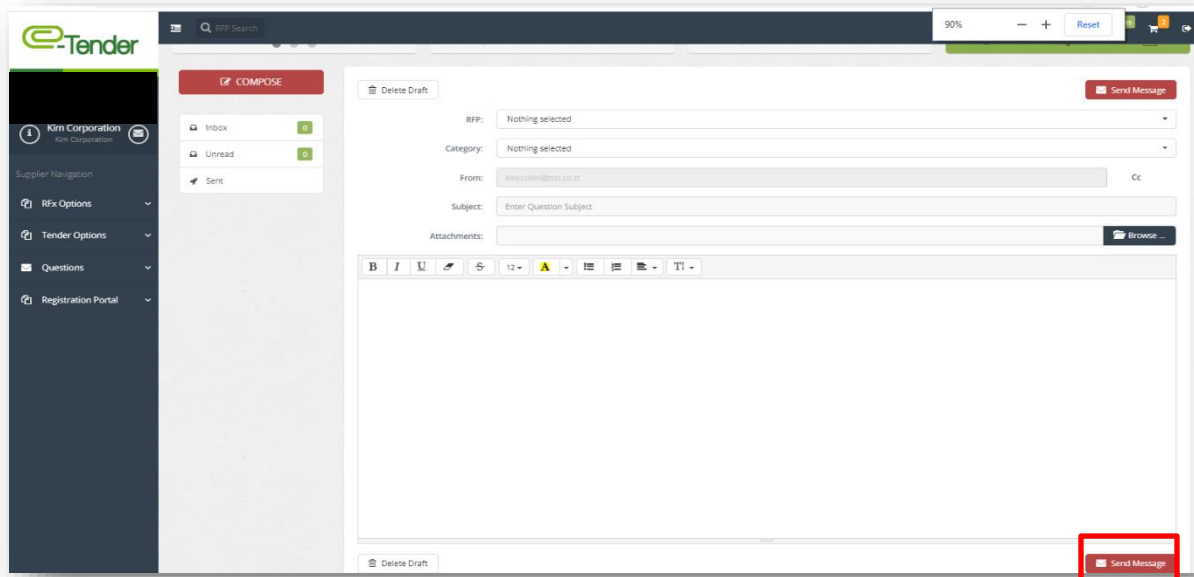 e-Tender
RFP Search
90%
− +
Reset
2
COMPOSE
Delete Draft
Send Message
Kim Corporation
Kim Corporation
Inbox 0
Unread 0
Sent
RFP: Nothing selected
Category: Nothing selected
From:
Cc
Subject: Enter Question Subject
Attachments: Browse ...
Supplier Navigation
RFx Options
Tender Options
Questions
Registration Portal
B I U S 12 A TI
Delete Draft
Send Message